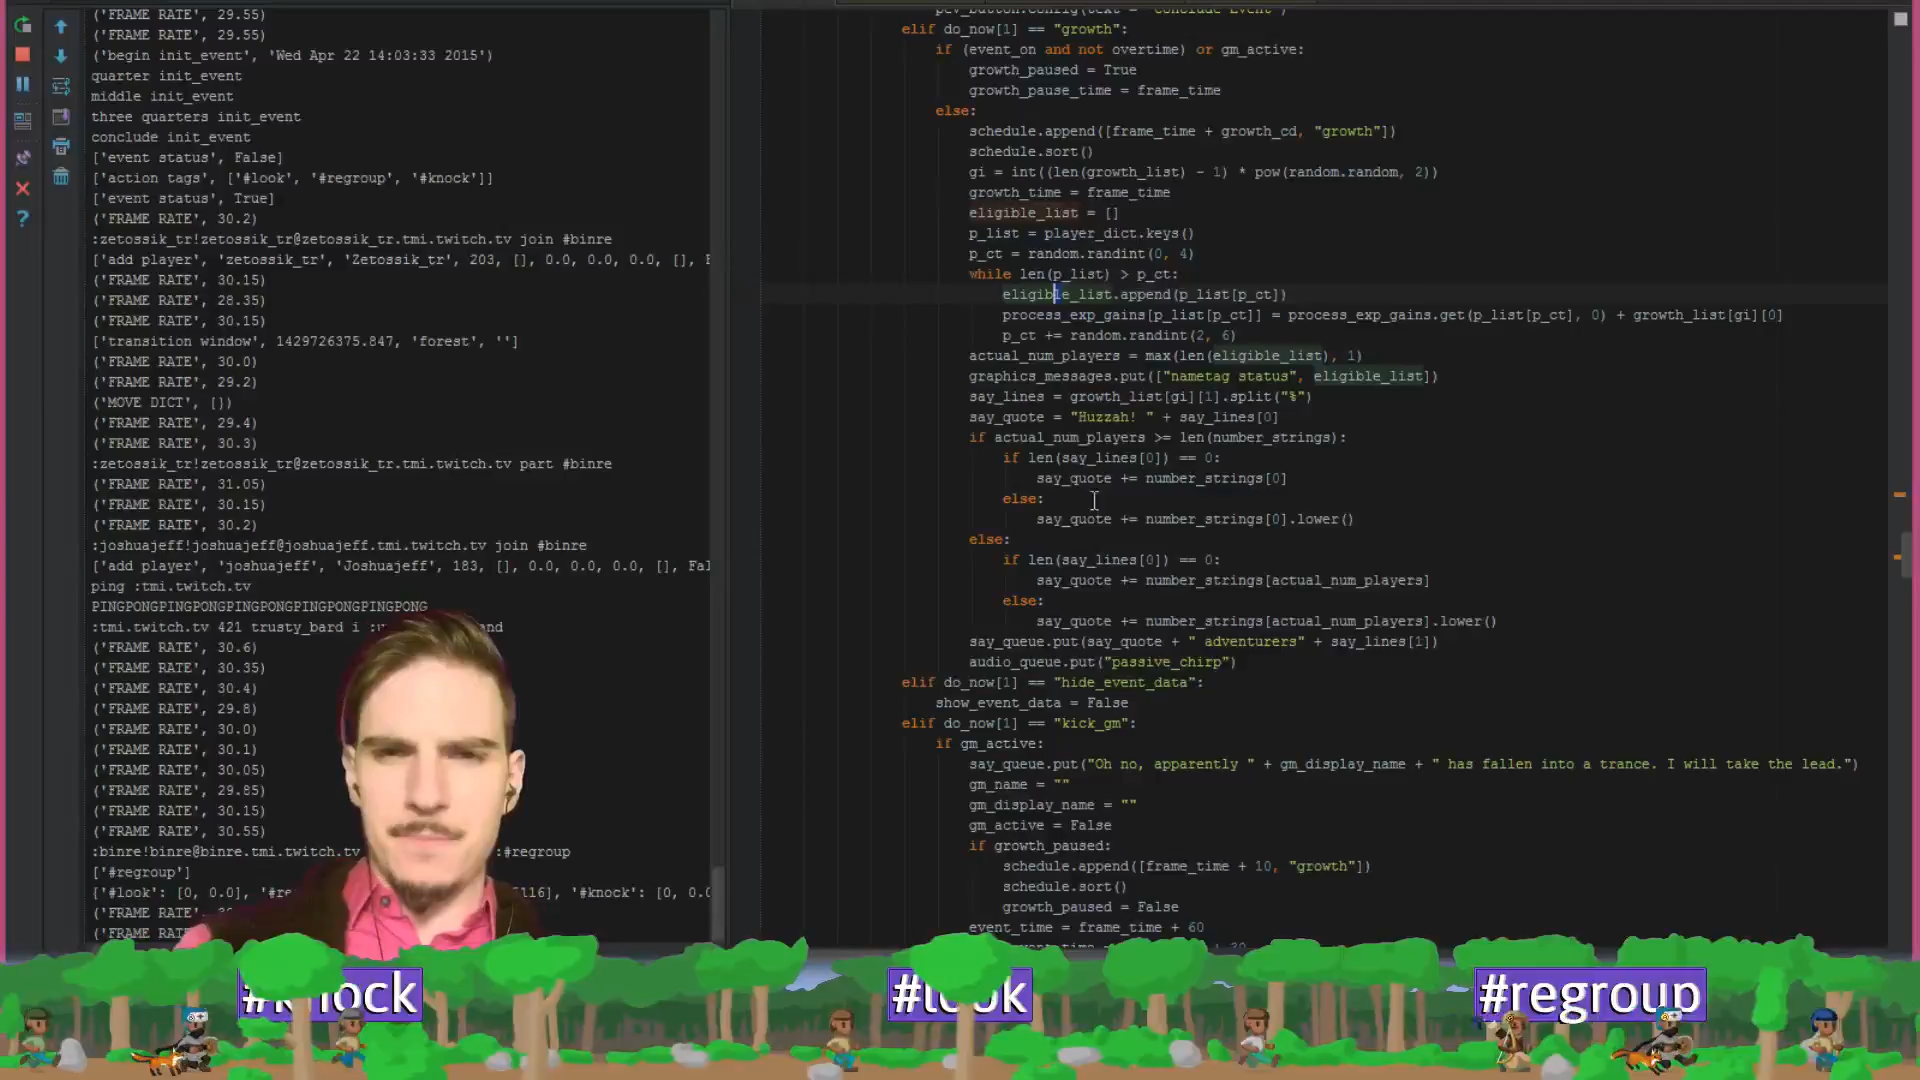 ('FRAME RATE', 29.55)
('FRAME RATE', 29.55)
('begin init_event', 'Wed Apr 22 14:03:33 2015')
quarter init_event
middle init_event
three quarters init_event
conclude init_event
['event status', False]
['action tags', ['#look', '#regroup', '#knock']]
['event status', True]
('FRAME RATE', 30.2)
:zetossik_tr!zetossik_tr@zetossik_tr.tmi.twitch.tv join #binre
['add player', 'zetossik_tr', 'Zetossik_tr', 203, [], 0.0, 0.0, 0.0, [],
('FRAME RATE', 30.15)
('FRAME RATE', 28.35)
('FRAME RATE', 30.15)
['transition window', 1429726375.847, 'forest', '']
('FRAME RATE', 30.0)
('FRAME RATE', 29.2)
('MOVE DICT', [])
('FRAME RATE', 29.4)
('FRAME RATE', 30.3)
:zetossik_tr!zetossik_tr@zetossik_tr.tmi.twitch.tv part #binre
('FRAME RATE', 31.05)
('FRAME RATE', 30.15)
('FRAME RATE', 30.2)
:joshuajeff!joshuajeff@joshuajeff.tmi.twitch.tv join #binre
['add player', 'joshuajeff', 'Joshuajeff', 183, [], 0.0, 0.0, 0.0, [], Fal
ping :tmi.twitch.tv
PINGPONGPINGPONGPINGPONGPINGPONGPINGPONG
:tmi.twitch.tv 421 trusty_bard i
('FRAME RATE', 30.6)
('FRAME RATE', 30.35)
('FRAME RATE', 30.4)
('FRAME RATE', 29.8)
('FRAME RATE', 30.0)
('FRAME RATE', 30.1)
('FRAME RATE', 30.05)
('FRAME RATE', 29.85)
('FRAME RATE', 30.15)
('FRAME RATE', 30.55)
:binre!binre@binre.tmi.twitch.tv :#regroup
['#regroup']
['#look': [0, 0.0], '#knock': [0, 0.0
('FRAME RATE',
('FRAME RATE',
elif do_now[1] == "growth":
if (event_on and not overtime) or gm_active:
growth_paused = True
growth_pause_time = frame_time
else:
schedule.append([frame_time + growth_cd, "growth"])
schedule.sort()
gi = int((len(growth_list) - 1) * pow(random.random, 2))
growth_time = frame_time
eligible_list = []
p_list = player_dict.keys()
p_ct = random.randint(0, 4)
while len(p_list) > p_ct:
eligible_list.append(p_list[p_ct])
process_exp_gains[p_list[p_ct]] = process_exp_gains.get(p_list[p_ct], 0) + growth_list[gi][0]
p_ct += random.randint(2, 6)
actual_num_players = max(len(eligible_list), 1)
graphics_messages.put(["nametag status", eligible_list])
say_lines = growth_list[gi][1].split("%")
say_quote = "Huzzah! " + say_lines[0]
if actual_num_players >= len(number_strings):
if len(say_lines[0]) == 0:
say_quote += number_strings[0]
else:
say_quote += number_strings[0].lower()
else:
if len(say_lines[0]) == 0:
say_quote += number_strings[actual_num_players]
else:
say_quote += number_strings[actual_num_players].lower()
say_queue.put(say_quote + " adventurers" + say_lines[1])
audio_queue.put("passive_chirp")
elif do_now[1] == "hide_event_data":
show_event_data = False
elif do_now[1] == "kick_gm":
if gm_active:
say_queue.put("Oh no, apparently " + gm_display_name + " has fallen into a trance. I will take the lead.")
gm_name = ""
gm_display_name = ""
gm_active = False
if growth_paused:
schedule.append([frame_time + 10, "growth"])
schedule.sort()
growth_paused = False
event_time = frame_time + 60
#look
#regroup